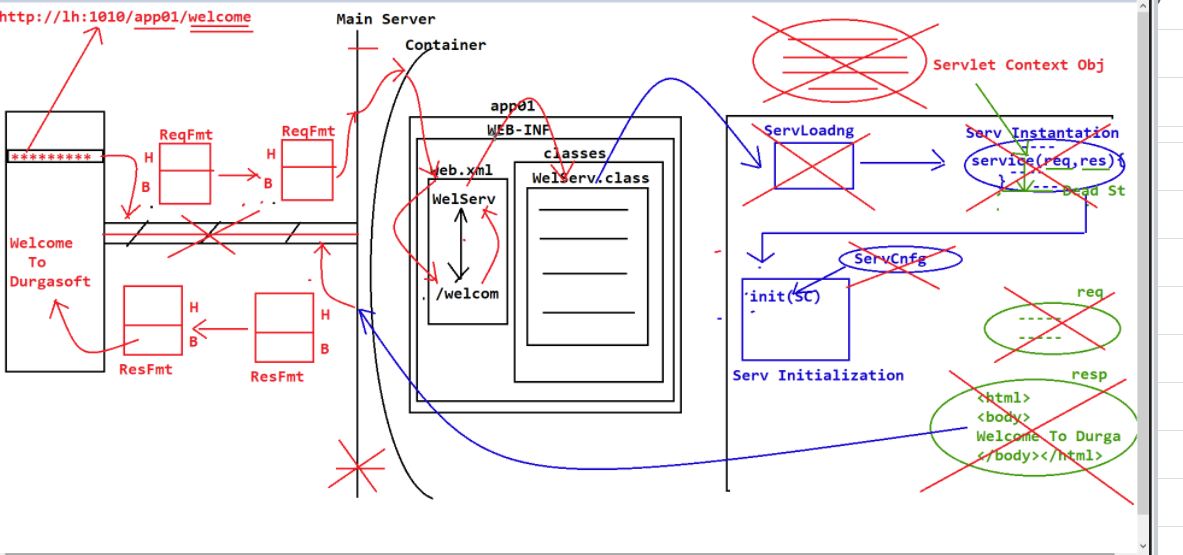 http://lh:1010/app01/welcome
Main Server
Container
Servlet Context Obj
app01
WEB-INF
classes
web.xml
WelServ.class
WelServ
/welcom
ReqFmt
H
B
ReqFmt
H
B
*********
Welcome
To
Durgasoft
H
B
ResFmt
H
B
ResFmt
ServLoadng
Serv Instantation
service(req,res){
}
Dead St
ServCnfg
init(SC)
Serv Initialization
req
resp
<html>
<body>
Welcome To Durga
</body></html>